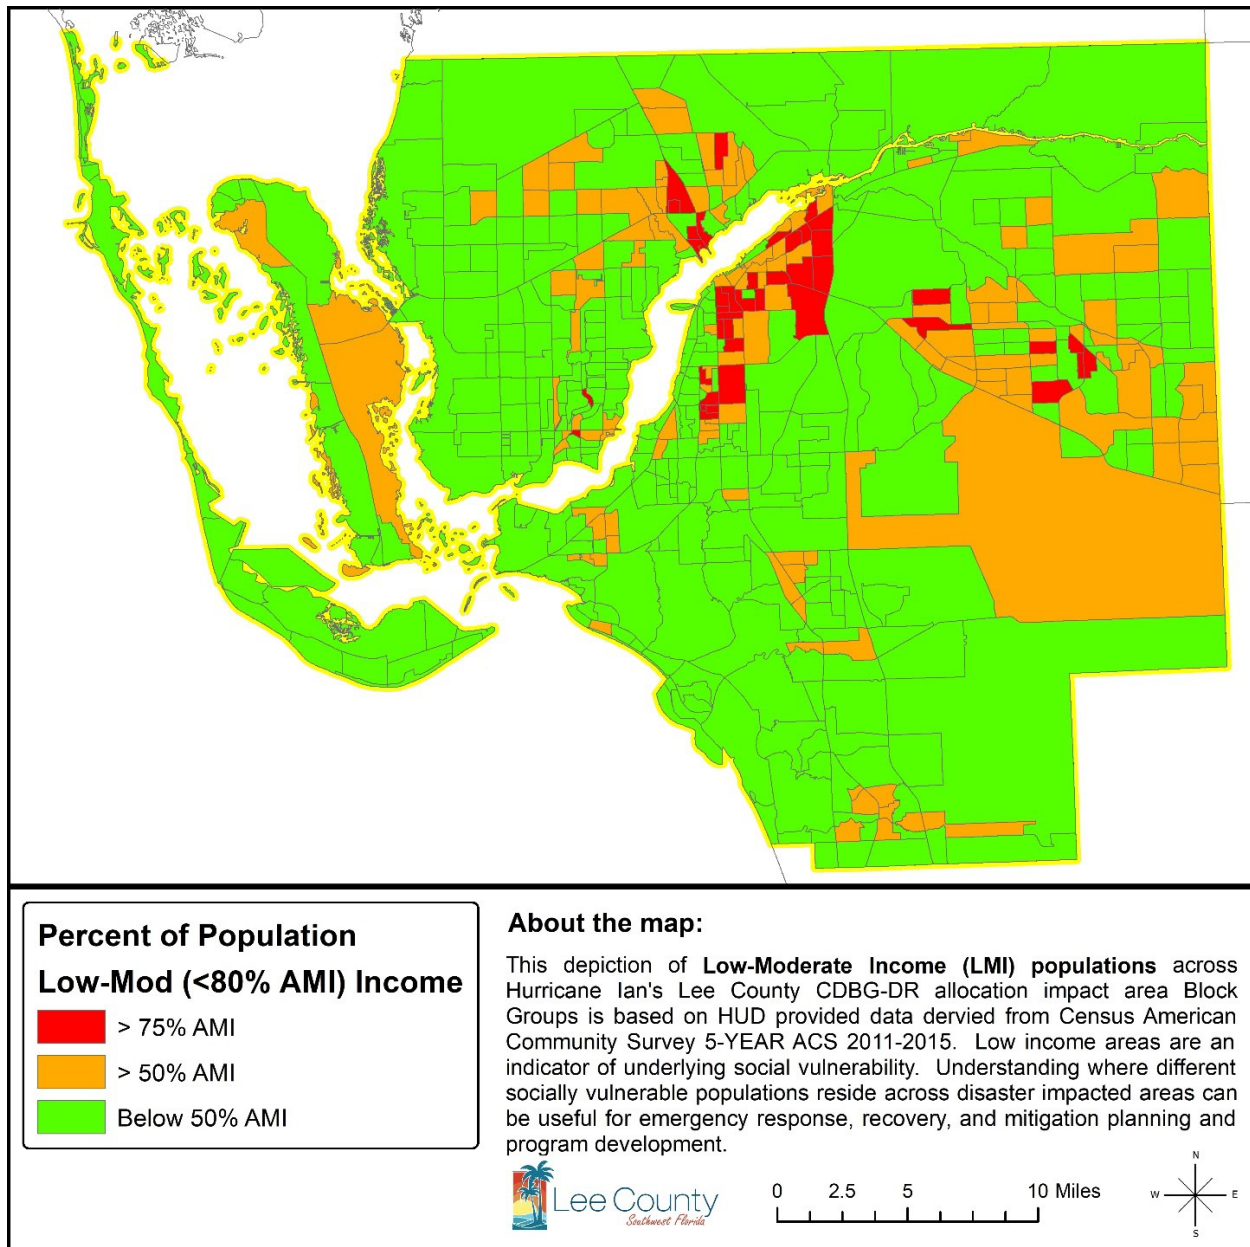 Percent of Population
Low-Mod (<80% AMI) Income
> 75% AMI
> 50% AMI
Below 50% AMI
About the map:
This depiction of Low-Moderate Income (LMI) populations across
Hurricane Ian's Lee County CDBG-DR allocation impact area Block
Groups is based on HUD provided data dervied from Census American
Community Survey 5-YEAR ACS 2011-2015. Low income areas are an
indicator of underlying social vulnerability. Understanding where different
socially vulnerable populations reside across disaster impacted areas can
be useful for emergency response, recovery, and mitigation planning and
program development.
Lee County
Southwest Florida
0 2.5 5 10 Miles
N
W E
S